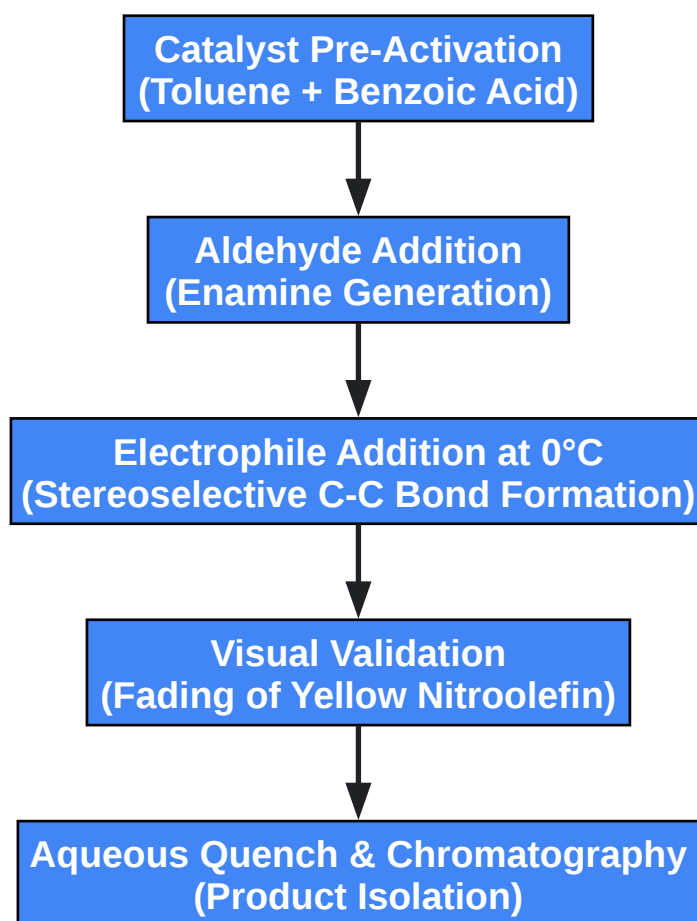 Catalyst Pre-Activation
(Toluene + Benzoic Acid)
Aldehyde Addition
(Enamine Generation)
Electrophile Addition at 0°C
(Stereoselective C-C Bond Formation)
Visual Validation
(Fading of Yellow Nitroolefin)
Aqueous Quench & Chromatography
(Product Isolation)